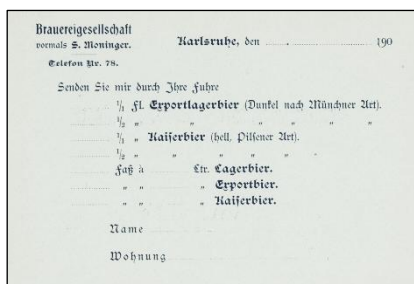 Brauereigesellschaft
vormals S. Moninger.
Telefon Nr. 78.
Karlsruhe, den 190
Senden Sie mir durch Ihre Fuhre
1/1 Fl. Exportlagerbier (Dunkel nach Münchner Art).
1/2 „ „ „ „ „ „
1/1 „ Kaiserbier (hell, Pilsener Art).
1/2 „ „ „ „ „
Faß à Ltr. Lagerbier.
„ „ „ Exportbier.
„ „ „ Kaiserbier.
Name
Wohnung